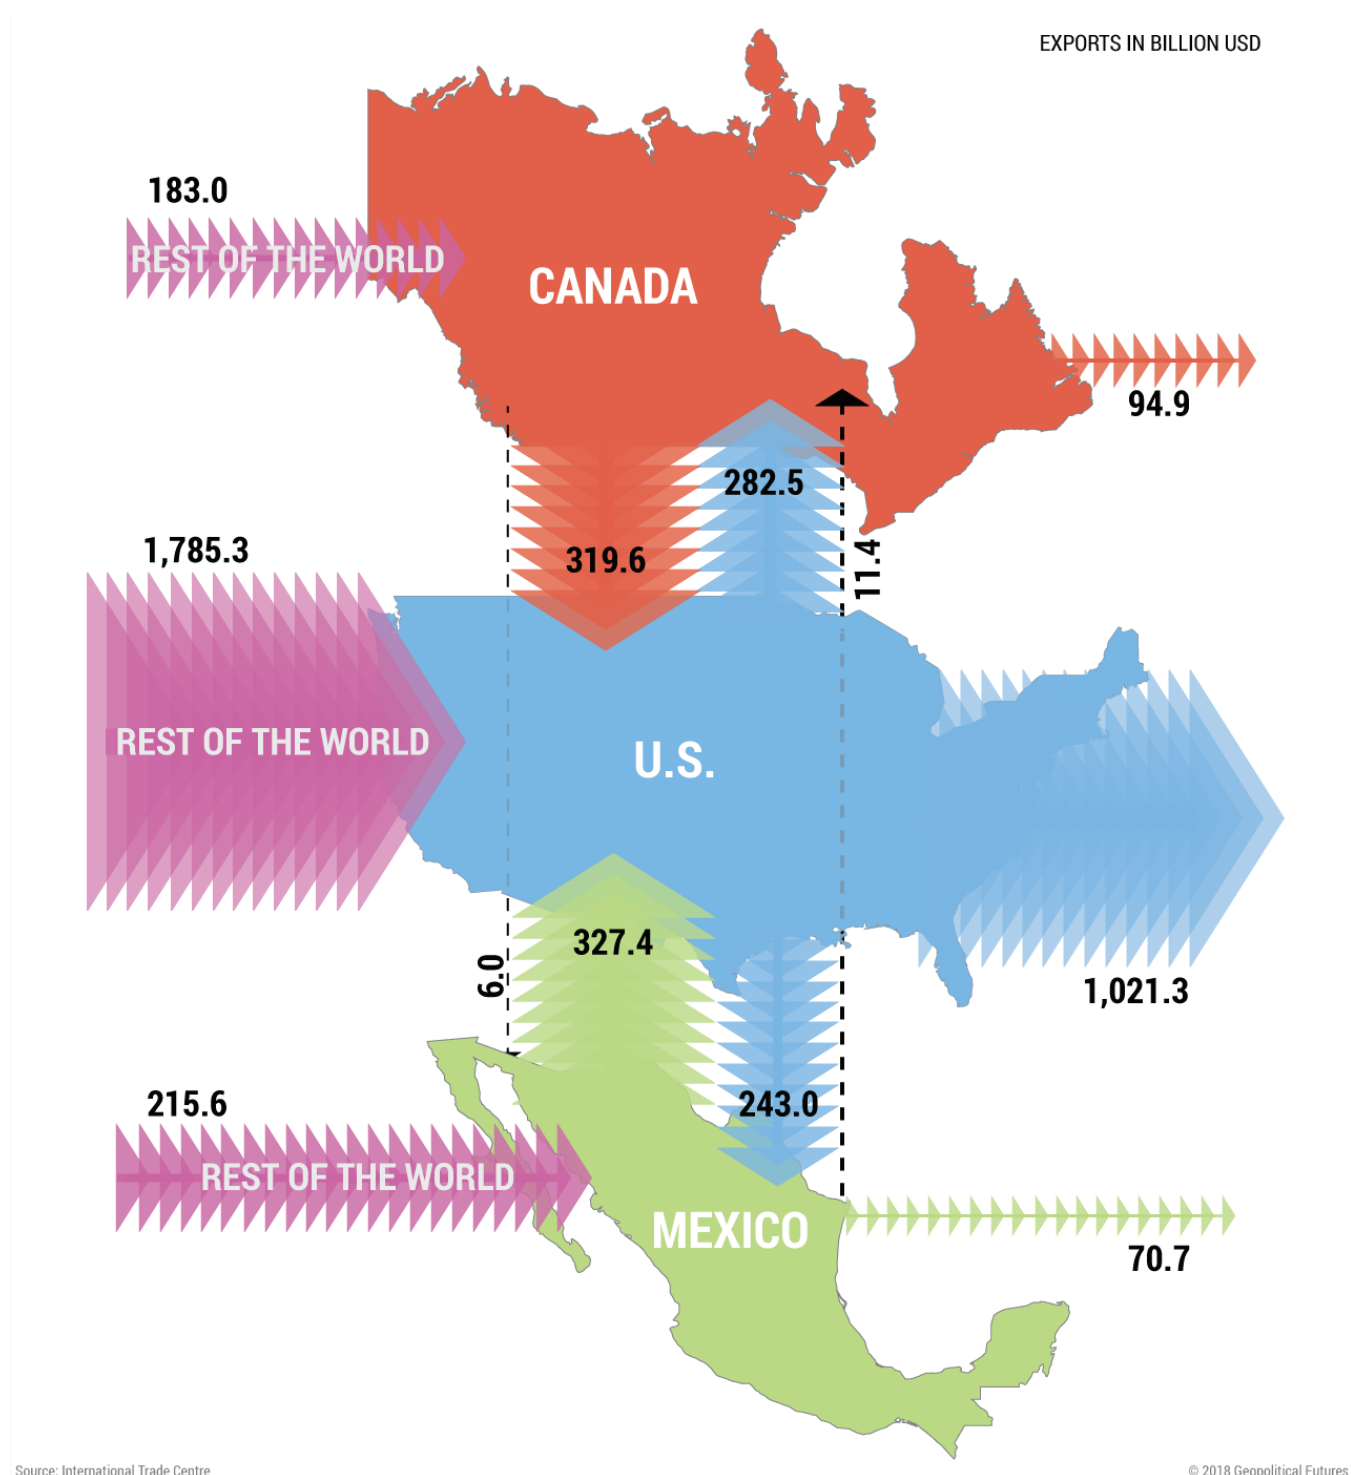 EXPORTS IN BILLION USD
183.0
REST OF THE WORLD
CANADA
94.9
282.5
319.6
11.4
1,785.3
REST OF THE WORLD
U.S.
327.4
6.0
1,021.3
215.6
243.0
REST OF THE WORLD
MEXICO
70.7
Source: International Trade Centre
© 2018 Geopolitical Futures